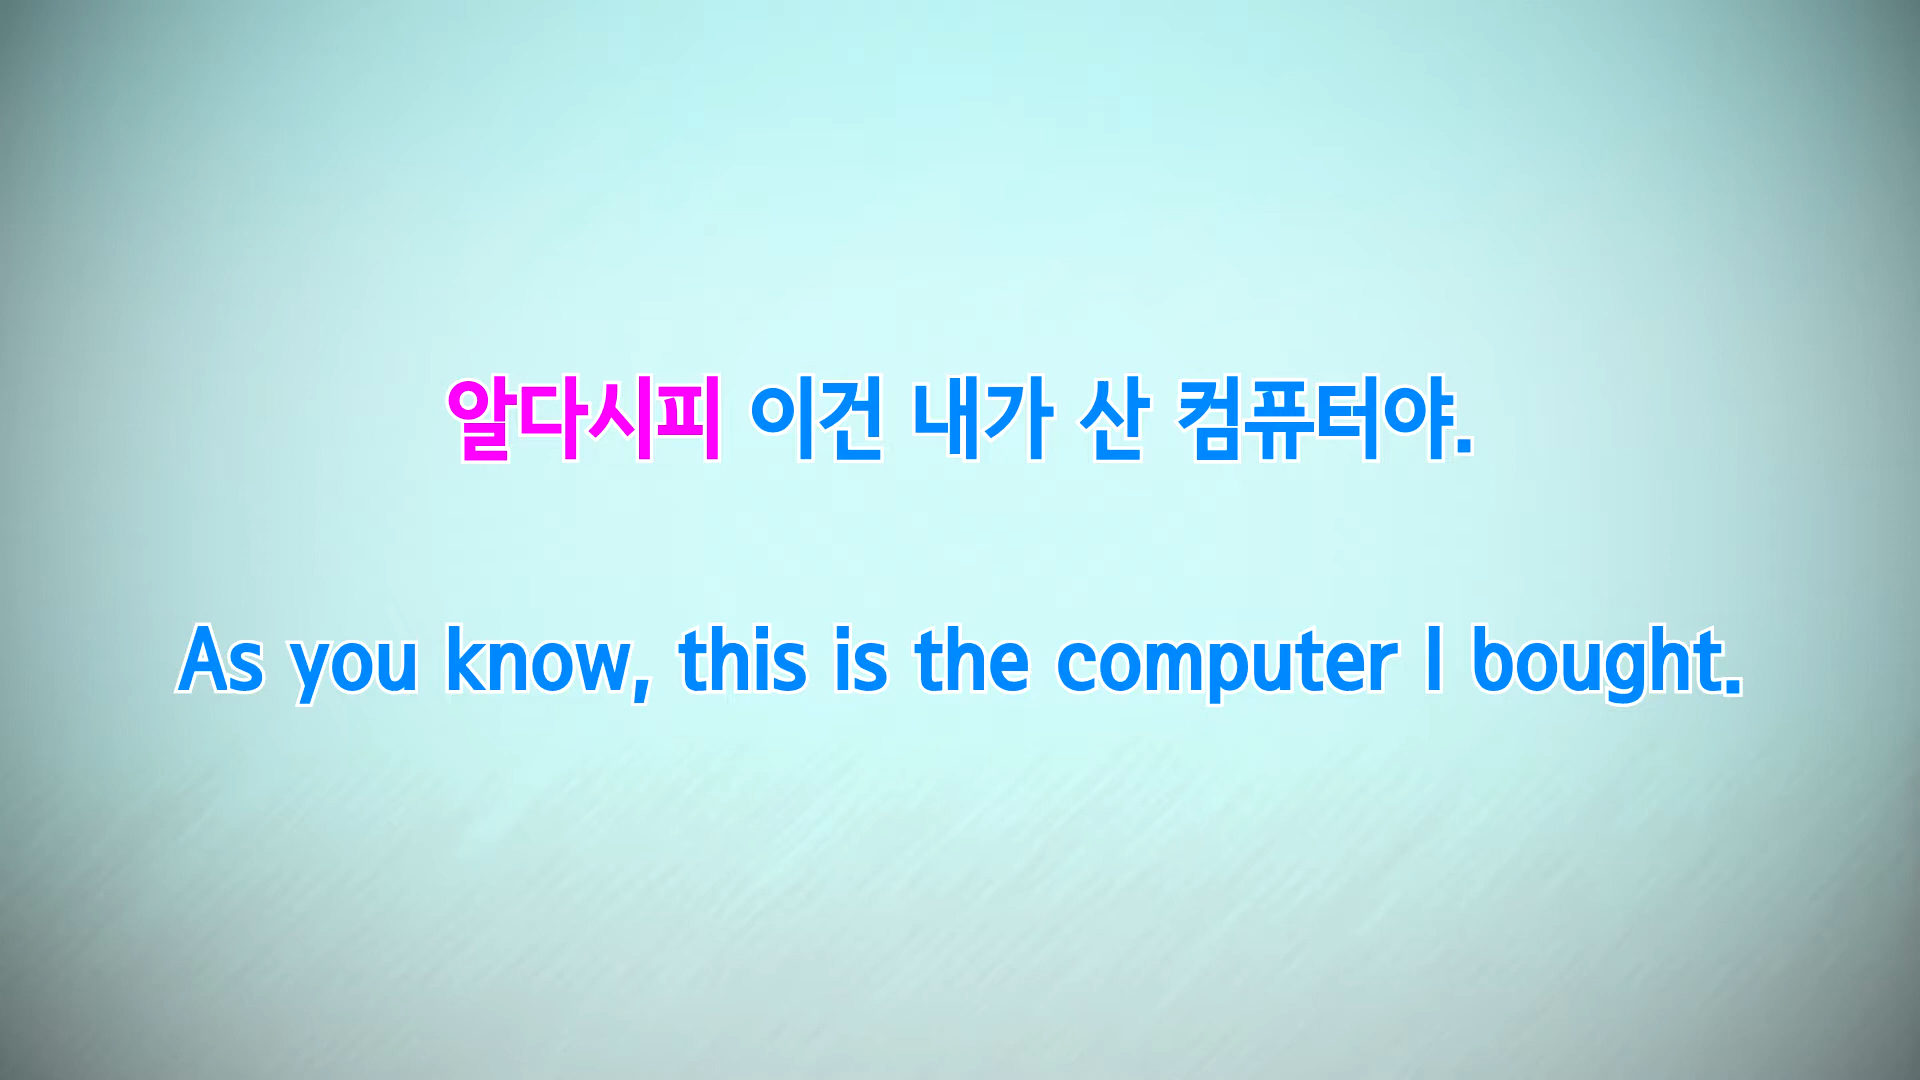 알다시피 이건 내가 산 컴퓨터야.
As you know, this is the computer I bought.